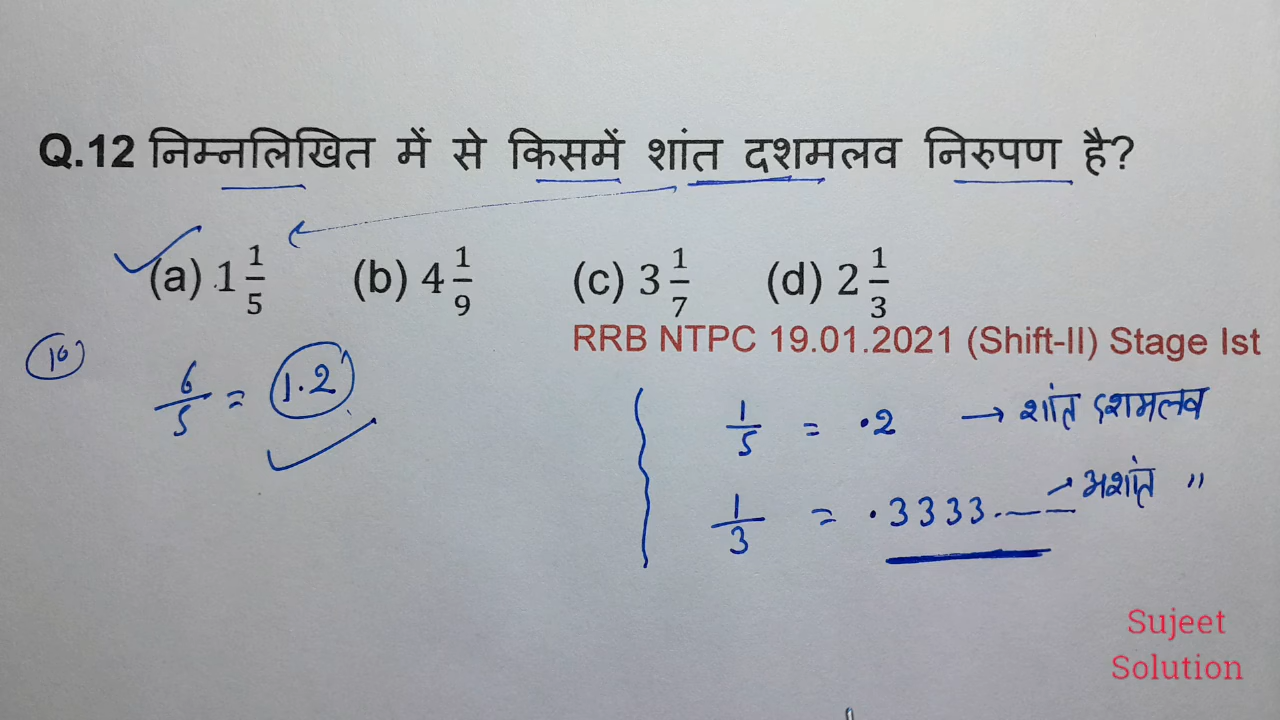 Q.12 निम्नलिखित में से किसमें शांत दशमलव निरुपण है?
(a) 1 1/5 (b) 4 1/9 (c) 3 1/7 (d) 2 1/3
RRB NTPC 19.01.2021 (Shift-II) Stage Ist
6/5 = 1.2
1/5 = .2 → शांत दशमलव
1/3 = .3333.—— → अशांत "
Sujeet
Solution